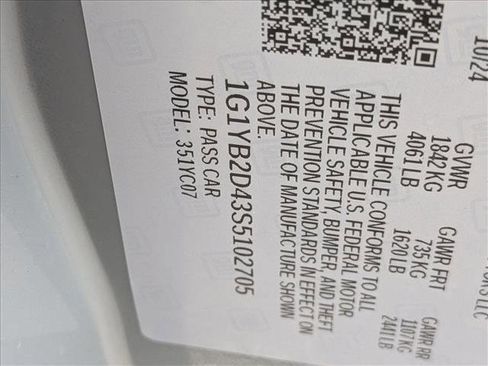 10/24
GVWR
1842 KG
4061 LB
GAWR FRT
735 KG
1620 LB
GAWR RR
1107 KG
2441 LB
THIS VEHICLE CONFORMS TO ALL
APPLICABLE U.S. FEDERAL MOTOR
VEHICLE SAFETY, BUMPER, AND THEFT
PREVENTION STANDARDS IN EFFECT ON
THE DATE OF MANUFACTURE SHOWN
ABOVE.
1G1YB2D43S5102705
TYPE: PASS CAR
MODEL: 351YC07